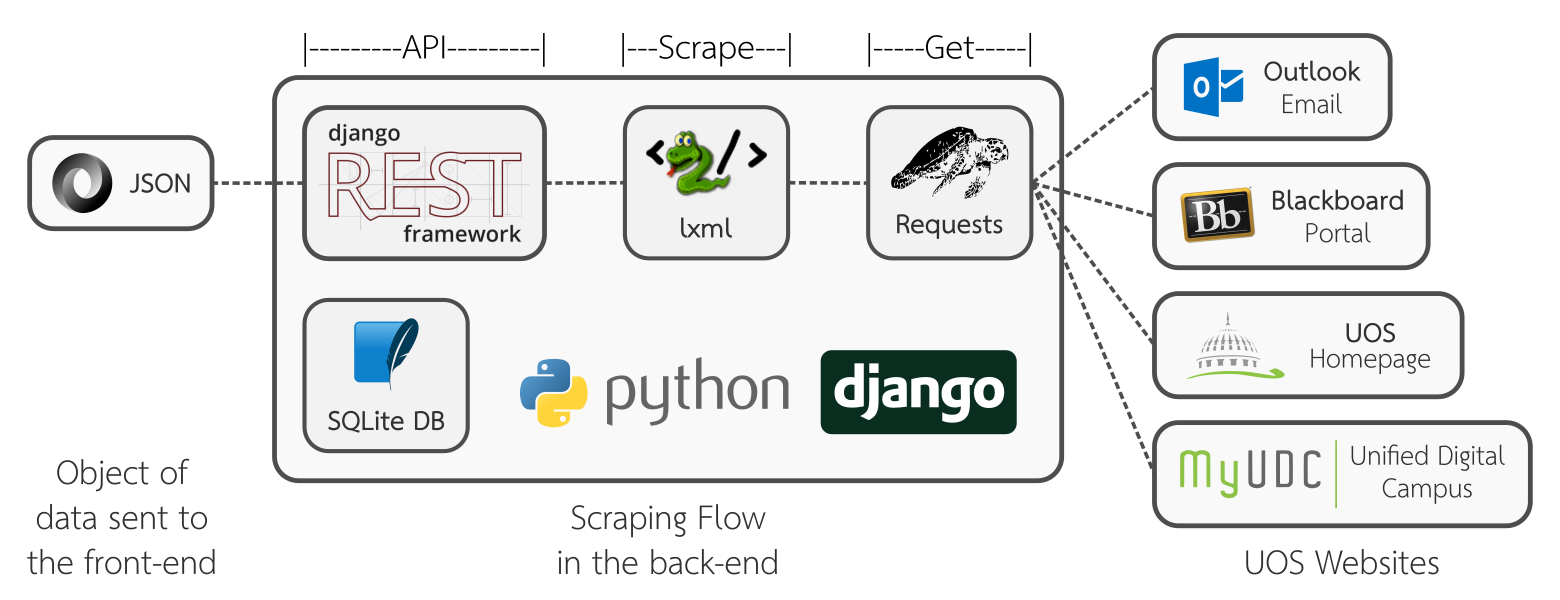 |---------API---------|
|---Scrape---|
|-----Get-----|
JSON
django
REST
framework
< / >
lxml
Requests
SQLite DB
python
django
O
Outlook
Email
Bb
Blackboard
Portal
UOS
Homepage
MyUDC
Unified Digital
Campus
Object of
data sent to
the front-end
Scraping Flow
in the back-end
UOS Websites